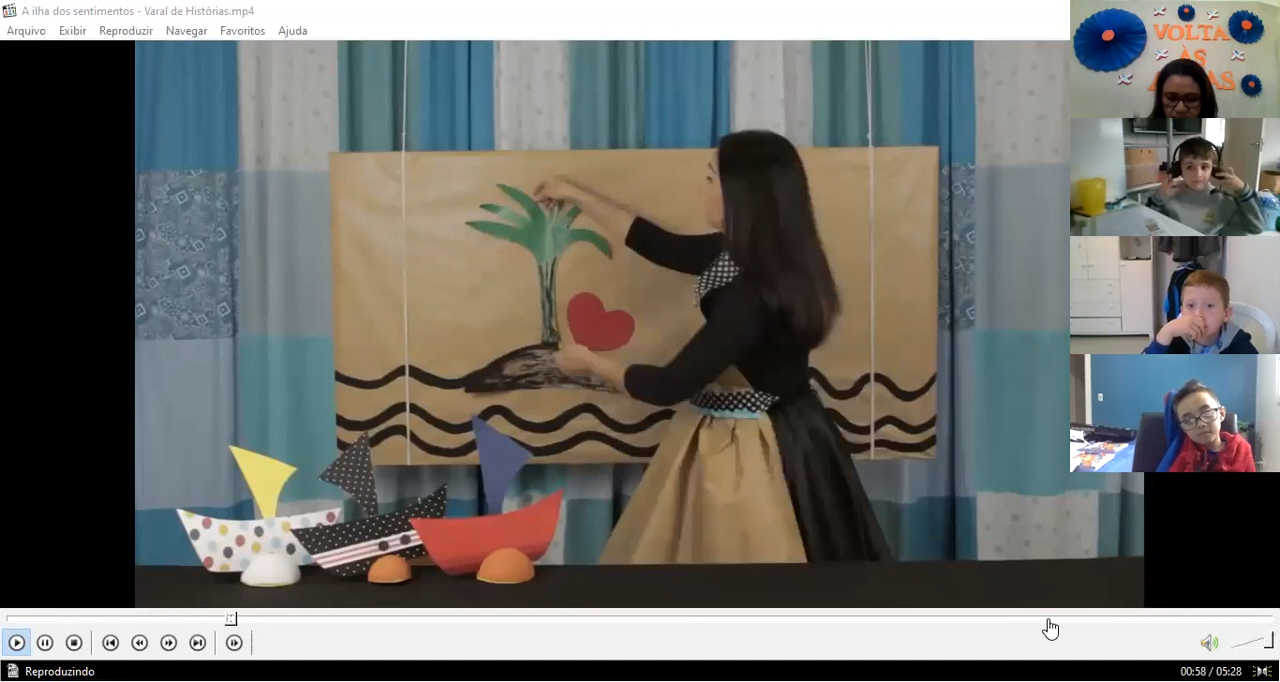 A ilha dos sentimentos - Varal de Histórias.mp4
Arquivo Exibir Reproduzir Navegar Favoritos Ajuda
VOLTA
ÀS
Reproduzindo
00:58 / 05:28